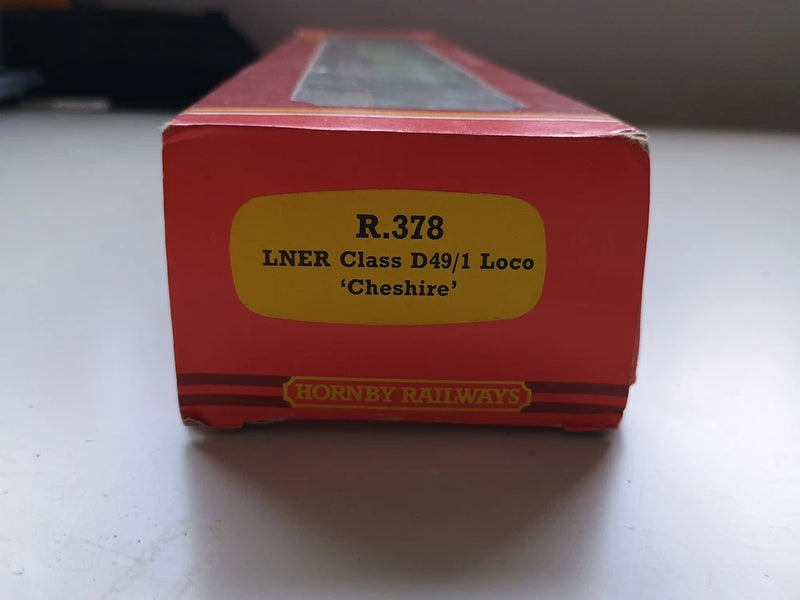 R.378
LNER Class D49/1 Loco
‘Cheshire’
HORNBY RAILWAYS